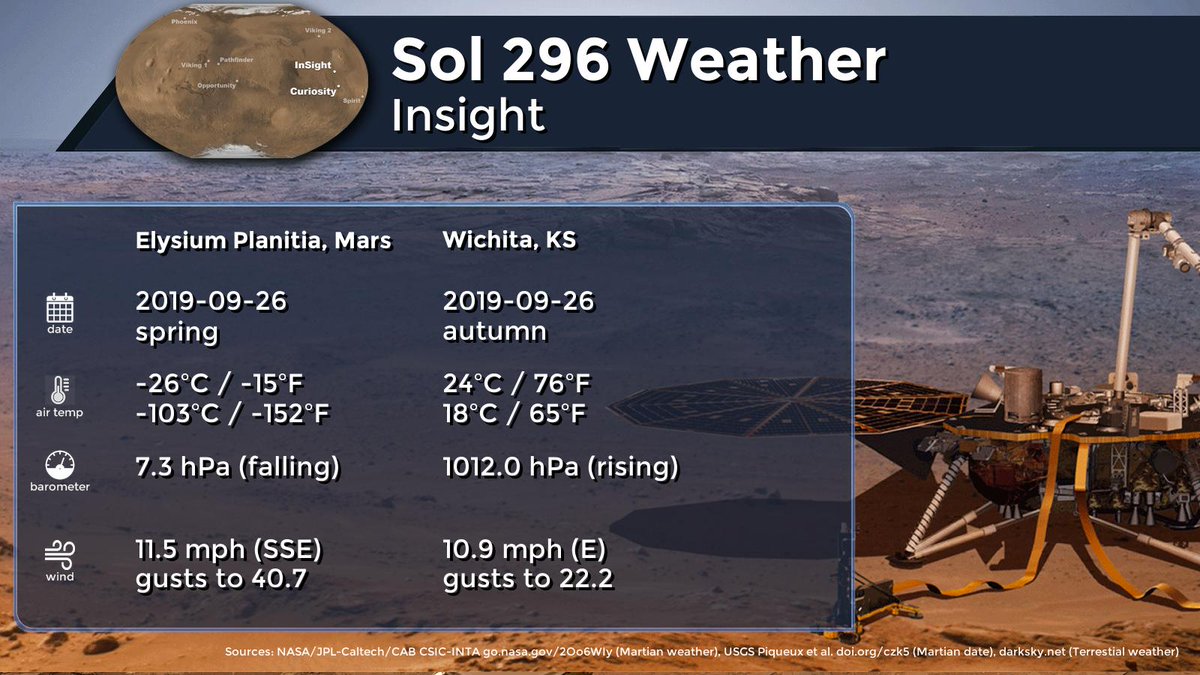 Phoenix
Viking 2
Viking 1
Pathfinder
InSight
Opportunity
Curiosity
Spirit
Sol 296 Weather
Insight
Elysium Planitia, Mars
Wichita, KS
date
2019-09-26
spring
2019-09-26
autumn
air temp
-26°C / -15°F
-103°C / -152°F
24°C / 76°F
18°C / 65°F
barometer
7.3 hPa (falling)
1012.0 hPa (rising)
wind
11.5 mph (SSE)
gusts to 40.7
10.9 mph (E)
gusts to 22.2
Sources: NASA/JPL-Caltech/CAB CSIC-INTA go.nasa.gov/2Oo6Wly (Martian weather), USGS Piqueux et al. doi.org/czk5 (Martian date), darksky.net (Terrestial weather)